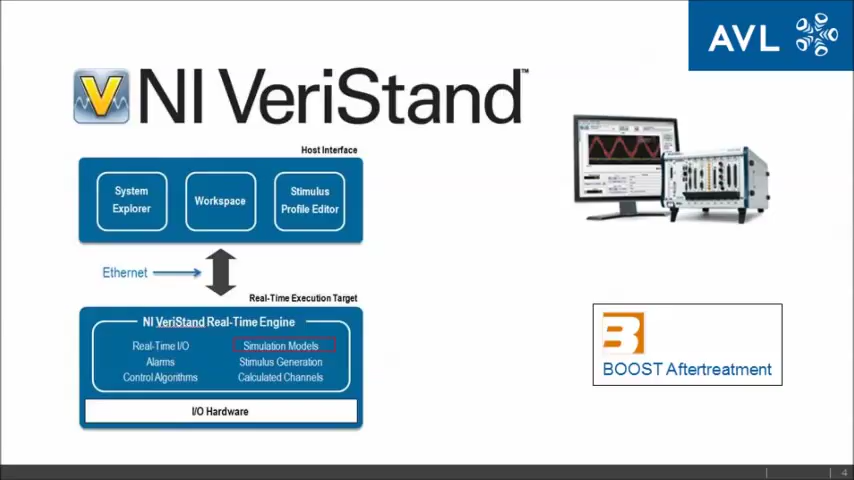 AVL
NI VeriStand™
Host Interface
System
Explorer
Workspace
Stimulus
Profile Editor
Ethernet
Real-Time Execution Target
NI VeriStand Real-Time Engine
Real-Time I/O
Simulation Models
Alarms
Stimulus Generation
Control Algorithms
Calculated Channels
I/O Hardware
BOOST Aftertreatment
4